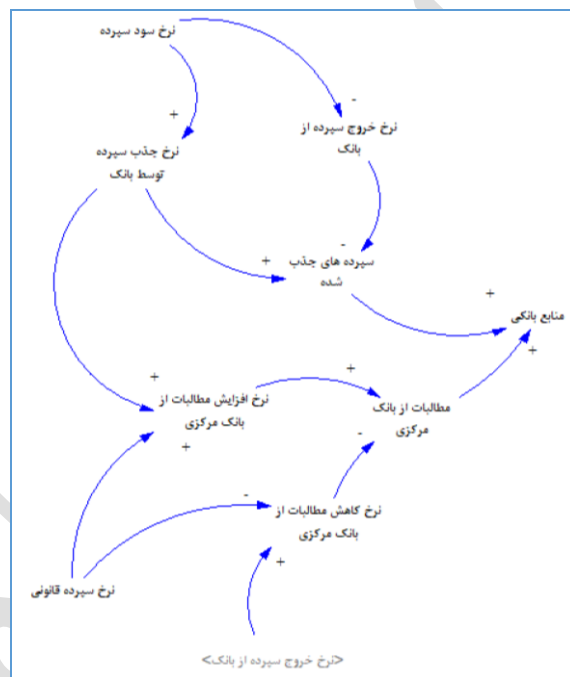 نرخ سود سپرده
-
+
نرخ خروج سپرده از
بانک
نرخ جذب سپرده
توسط بانک
-
+
سپرده های جذب
شده
+
منابع بانکی
+
+
+
نرخ افزایش مطالبات از
بانک مرکزی
مطالبات از بانک
مرکزی
+
-
-
نرخ کاهش مطالبات از
بانک مرکزی
+
نرخ سپرده قانونی
<نرخ خروج سپرده از بانک>